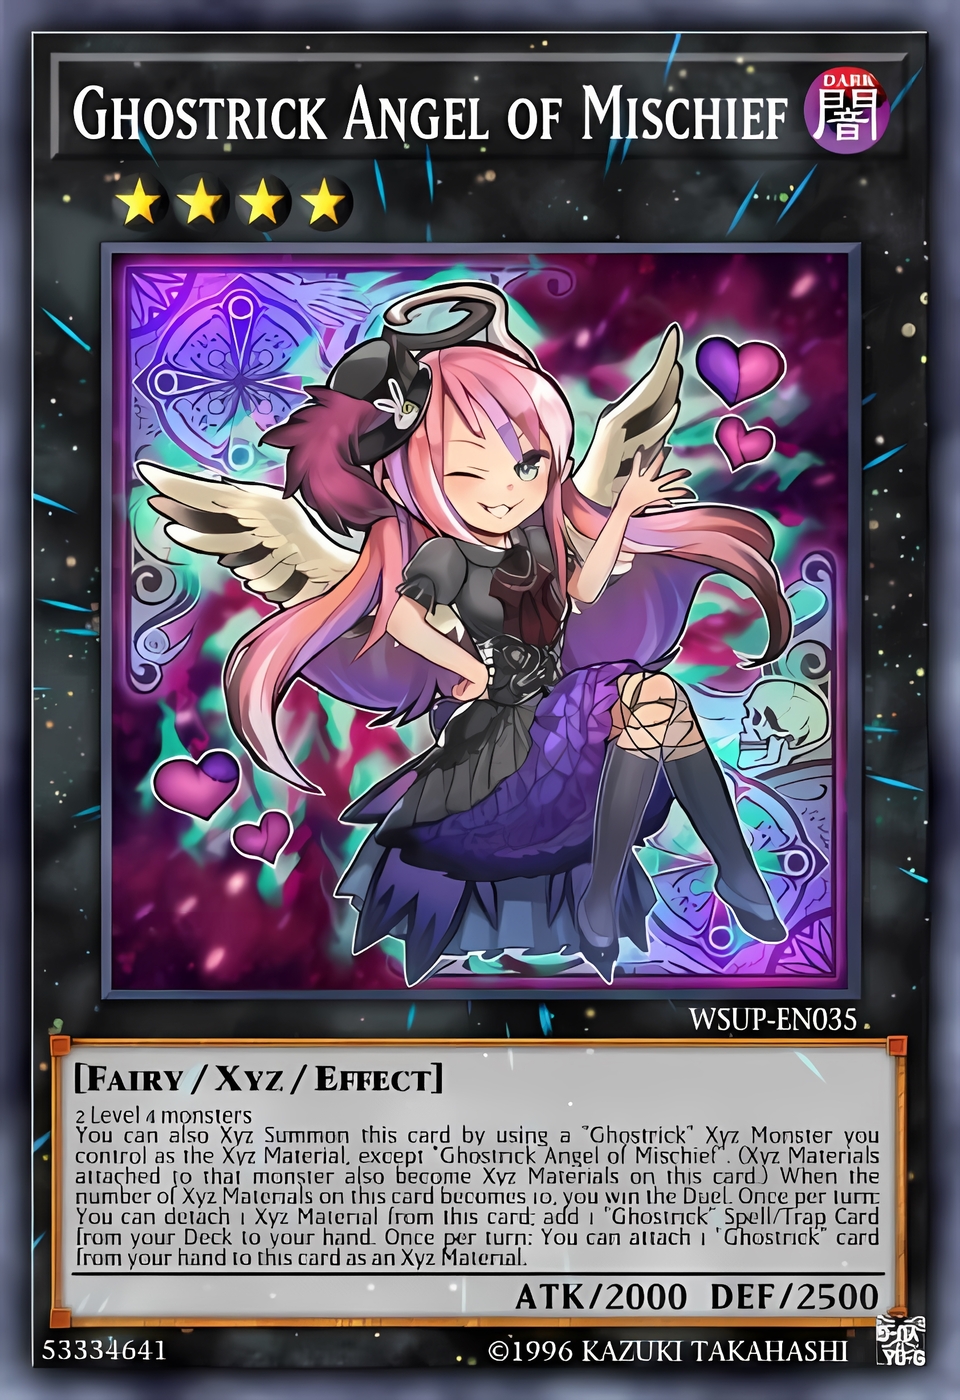 Ghostrick Angel of Mischief
DARK
闇
WSUP-EN035
[Fairy / Xyz / Effect]
2 Level 4 monsters
You can also Xyz Summon this card by using a "Ghostrick" Xyz Monster you
control as the Xyz Material, except "Ghostrick Angel of Mischief". (Xyz Materials
attached to that monster also become Xyz Materials on this card.) When the
number of Xyz Materials on this card becomes 10, you win the Duel. Once per turn:
You can detach 1 Xyz Material from this card; add 1 "Ghostrick" Spell/Trap Card
from your Deck to your hand. Once per turn: You can attach 1 "Ghostrick" card
from your hand to this card as an Xyz Material.
ATK/2000 DEF/2500
53334641
©1996 KAZUKI TAKAHASHI